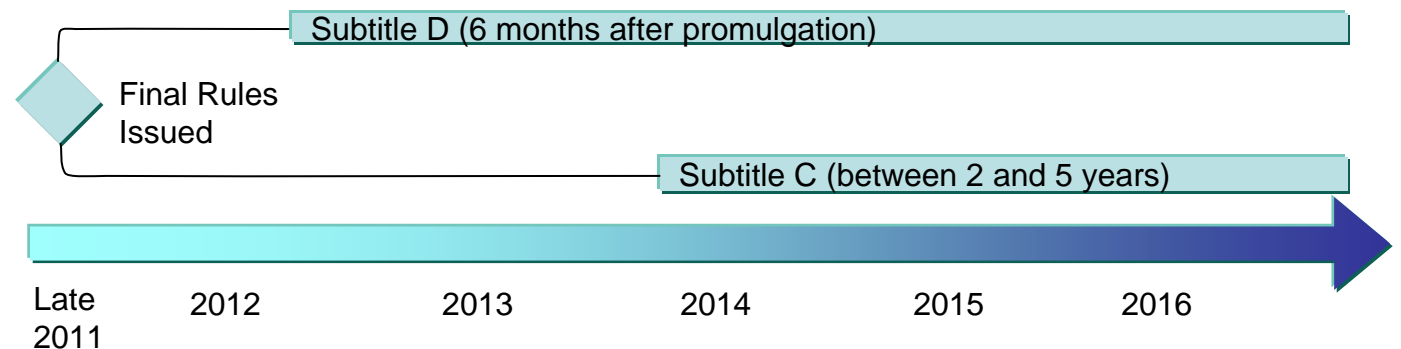 Subtitle D (6 months after promulgation)
Final Rules
Issued
Subtitle C (between 2 and 5 years)
Late
2011
2012
2013
2014
2015
2016